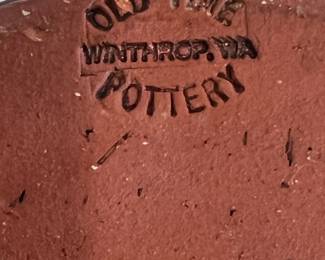 OLD TIME
WINTHROP, WA
POTTERY